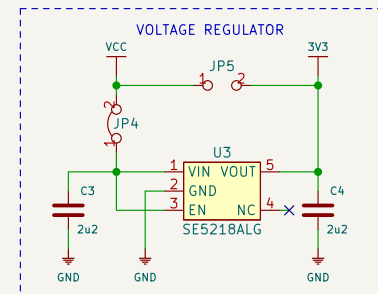 VOLTAGE REGULATOR
VCC
3V3
JP5
1 2
2
JP4
1
U3
1 VIN VOUT 5
2 GND
3 EN NC 4
SE5218ALG
C3
2u2
C4
2u2
GND
GND
GND